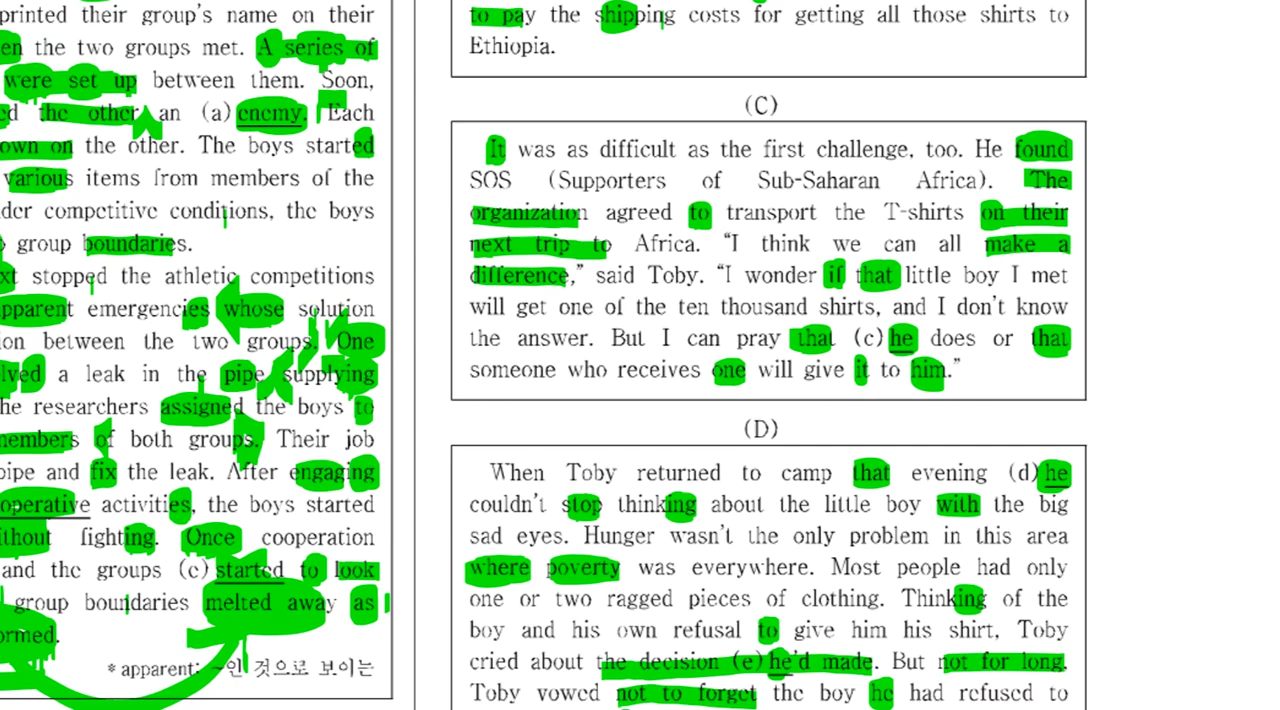 printed their group's name on their
en the two groups met. A series of
were set up between them. Soon,
ed the other an (a) enemy. Each
own on the other. The boys started
various items from members of the
der competitive conditions, the boys
group boundaries.
xt stopped the athletic competitions
pparent emergencies whose solution
ion between the two groups. One
lved a leak in the pipe supplying
he researchers assigned the boys to
members of both groups. Their job
pipe and fix the leak. After engaging
operative activities, the boys started
ithout fighting. Once cooperation
and the groups (e) started to look
group boundaries melted away as
ormed.
* apparent: ~인 것으로 보이는
to pay the shipping costs for getting all those shirts to
Ethiopia.
(C)
It was as difficult as the first challenge, too. He found
SOS (Supporters of Sub-Saharan Africa). The
organization agreed to transport the T-shirts on their
next trip to Africa. “I think we can all make a
difference,” said Toby. “I wonder if that little boy I met
will get one of the ten thousand shirts, and I don't know
the answer. But I can pray that (c) he does or that
someone who receives one will give it to him.”
(D)
When Toby returned to camp that evening (d) he
couldn't stop thinking about the little boy with the big
sad eyes. Hunger wasn't the only problem in this area
where poverty was everywhere. Most people had only
one or two ragged pieces of clothing. Thinking of the
boy and his own refusal to give him his shirt, Toby
cried about the decision (e) he'd made. But not for long.
Toby vowed not to forget the boy he had refused to